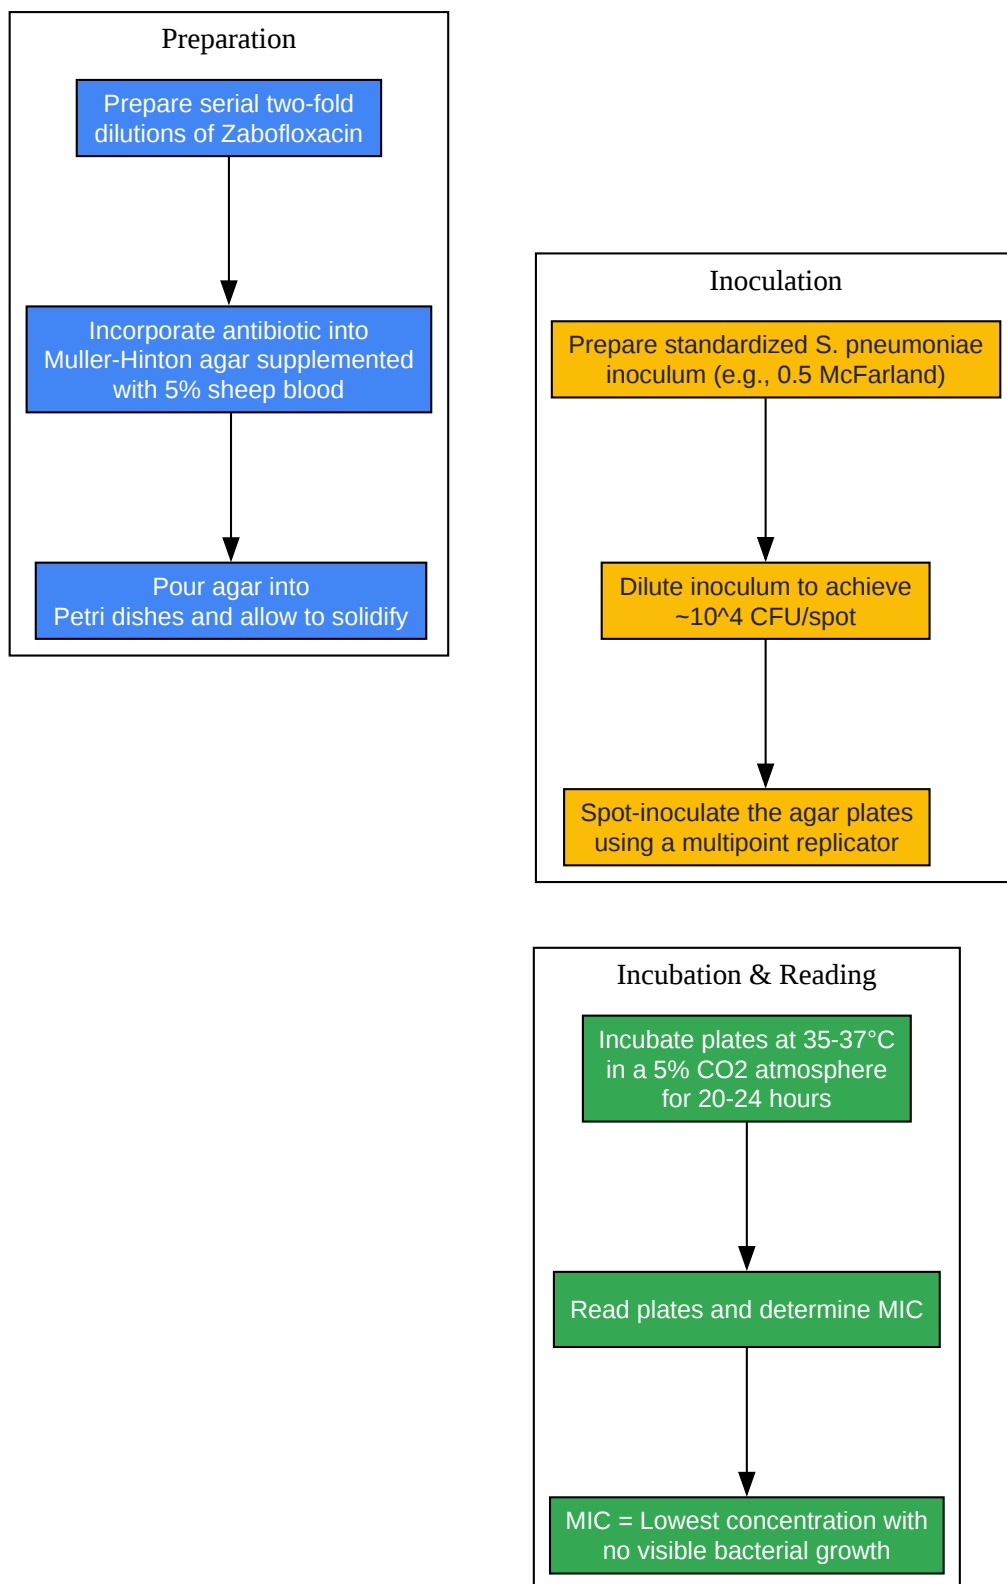 Preparation
Prepare serial two-fold
dilutions of Zabofloxacin
Incorporate antibiotic into
Muller-Hinton agar supplemented
with 5% sheep blood
Pour agar into
Petri dishes and allow to solidify
Inoculation
Prepare standardized S. pneumoniae
inoculum (e.g., 0.5 McFarland)
Dilute inoculum to achieve
~10^4 CFU/spot
Spot-inoculate the agar plates
using a multipoint replicator
Incubation & Reading
Incubate plates at 35-37°C
in a 5% CO2 atmosphere
for 20-24 hours
Read plates and determine MIC
MIC = Lowest concentration with
no visible bacterial growth